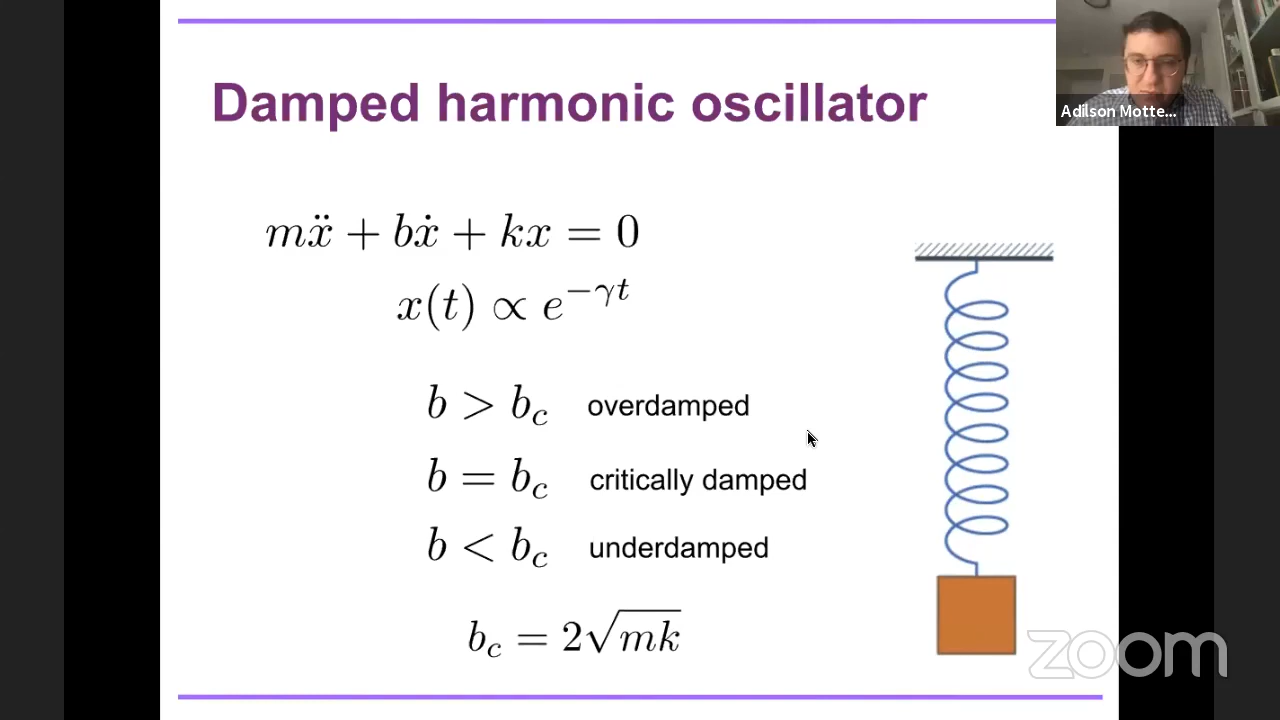 Damped harmonic oscillator
Adilson Motte...
mẍ + bẋ + kx = 0
x(t) ∝ e^{−γt}
b > b_c overdamped
b = b_c critically damped
b < b_c underdamped
b_c = 2√mk
zoom